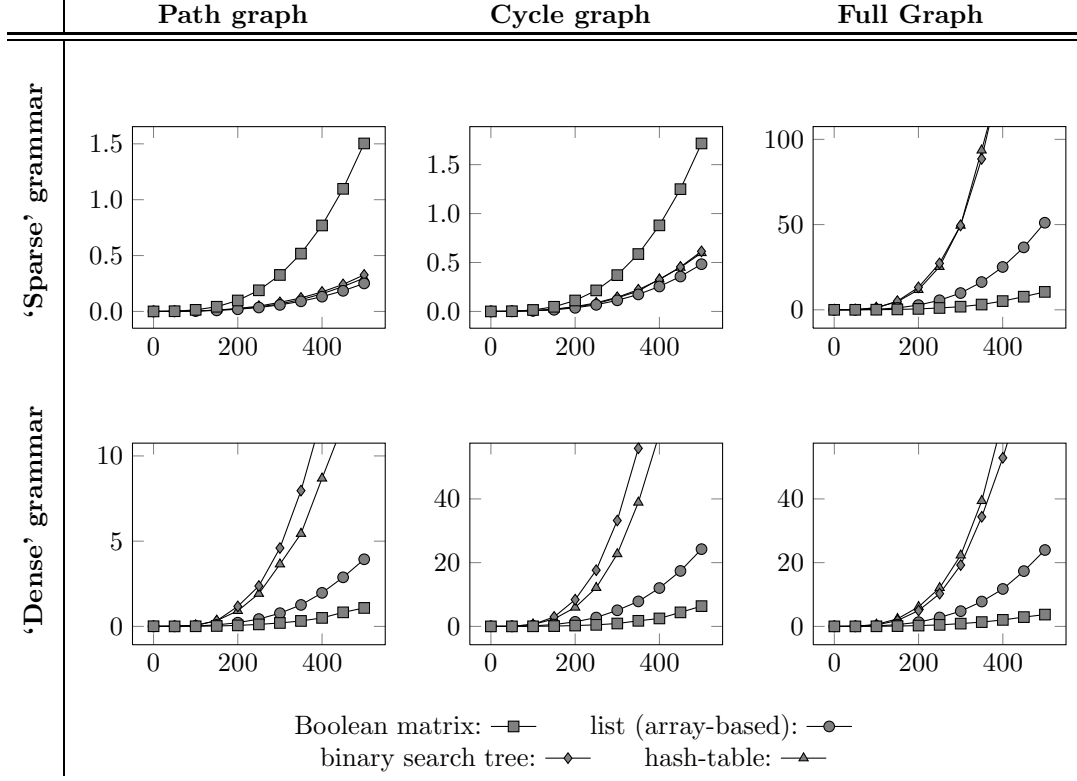 Path graph Cycle graph Full Graph
‘Sparse’ grammar
1.5
1.0
0.5
0.0
0 200 400
1.5
1.0
0.5
0.0
0 200 400
100
50
0
0 200 400
‘Dense’ grammar
10
5
0
0 200 400
40
20
0
0 200 400
40
20
0
0 200 400
Boolean matrix: list (array-based):
binary search tree: hash-table: